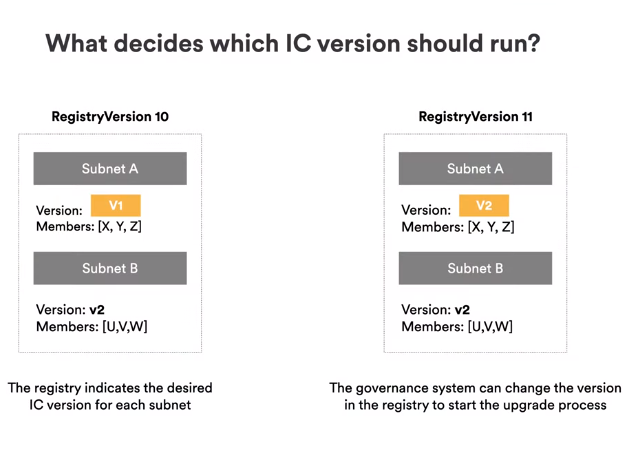 What decides which IC version should run?
RegistryVersion 10
Subnet A
Version: V1
Members: [X, Y, Z]
Subnet B
Version: v2
Members: [U,V,W]
The registry indicates the desired
IC version for each subnet
RegistryVersion 11
Subnet A
Version: V2
Members: [X, Y, Z]
Subnet B
Version: v2
Members: [U,V,W]
The governance system can change the version
in the registry to start the upgrade process